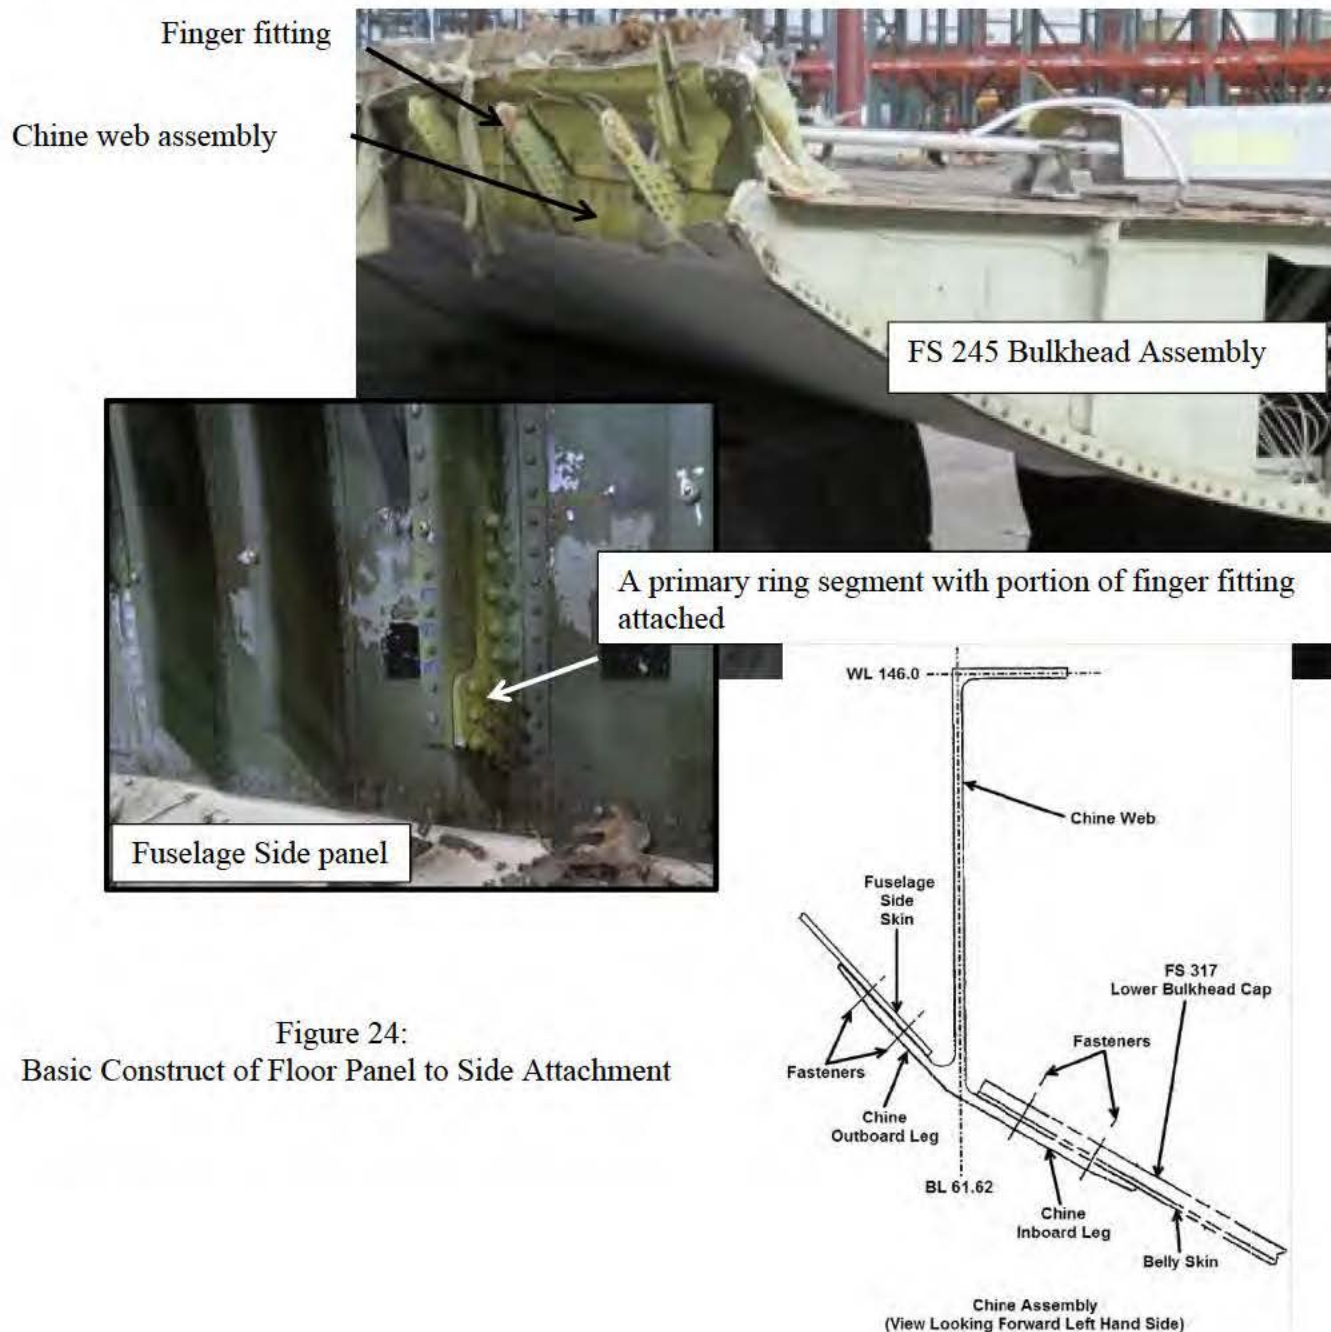 Finger fitting
Chine web assembly
FS 245 Bulkhead Assembly
A primary ring segment with portion of finger fitting
attached
Fuselage Side panel
WL 146.0
Chine Web
Fuselage
Side
Skin
FS 317
Lower Bulkhead Cap
Fasteners
Fasteners
Chine
Outboard Leg
BL 61.62
Chine
Inboard Leg
Belly Skin
Chine Assembly
(View Looking Forward Left Hand Side)
Figure 24:
Basic Construct of Floor Panel to Side Attachment